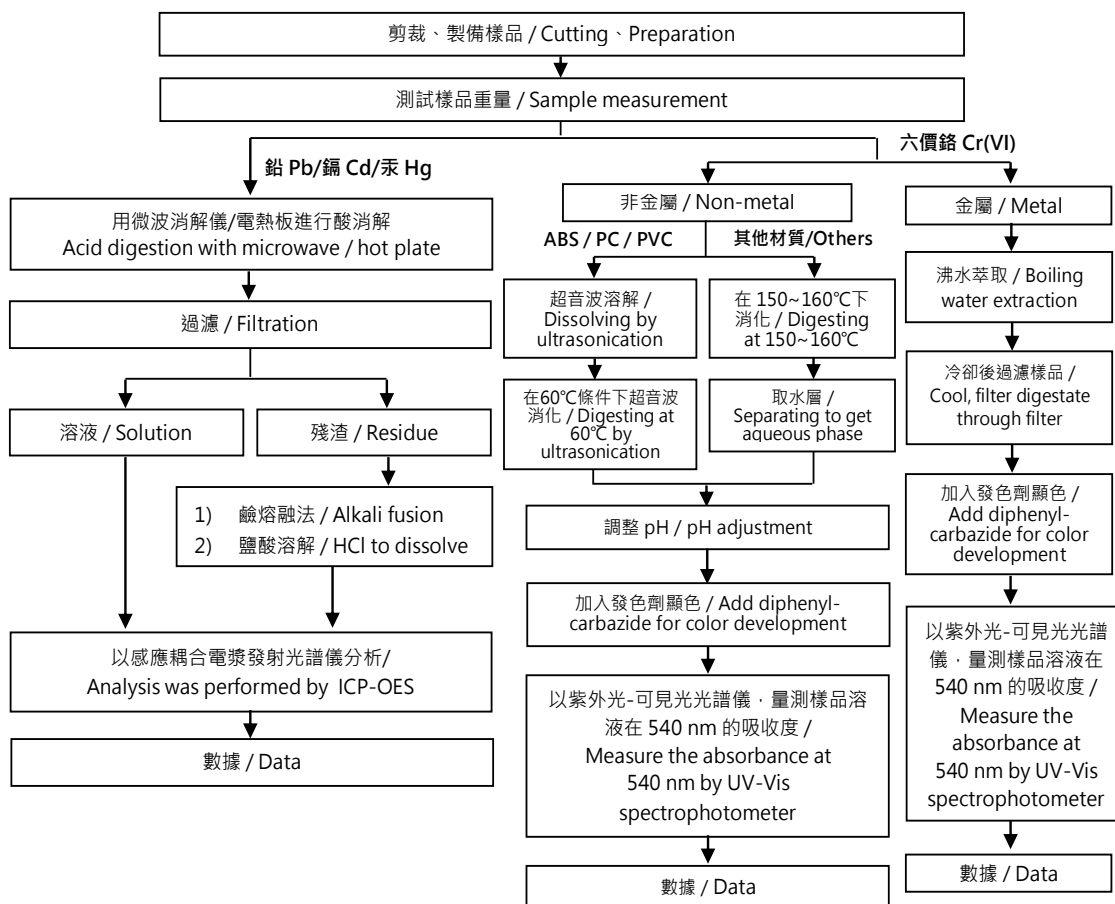 剪裁、製備樣品 / Cutting、Preparation
測試樣品重量 / Sample measurement
鉛 Pb/鎘 Cd/汞 Hg
用微波消解儀/電熱板進行酸消解
Acid digestion with microwave / hot plate
過濾 / Filtration
溶液 / Solution
殘渣 / Residue
1) 鹼熔融法 / Alkali fusion
2) 鹽酸溶解 / HCl to dissolve
以感應耦合電漿發射光譜儀分析/
Analysis was performed by ICP-OES
數據 / Data
六價鉻 Cr(VI)
非金屬 / Non-metal
ABS / PC / PVC
其他材質/Others
超音波溶解 /
Dissolving by
ultrasonication
在60℃條件下超音波
消化 / Digesting at
60℃ by
ultrasonication
在 150~160℃下
消化 / Digesting
at 150~160℃
取水層 /
Separating to get
aqueous phase
調整 pH / pH adjustment
加入發色劑顯色 / Add diphenyl-
carbazide for color development
以紫外光-可見光光譜儀，量測樣品溶
液在 540 nm 的吸收度 /
Measure the absorbance at
540 nm by UV-Vis
spectrophotometer
數據 / Data
金屬 / Metal
沸水萃取 / Boiling
water extraction
冷卻後過濾樣品 /
Cool, filter digestate
through filter
加入發色劑顯色 /
Add diphenyl-
carbazide for color
development
以紫外光-可見光光譜
儀，量測樣品溶液在
540 nm 的吸收度 /
Measure the
absorbance at
540 nm by UV-Vis
spectrophotometer
數據 / Data